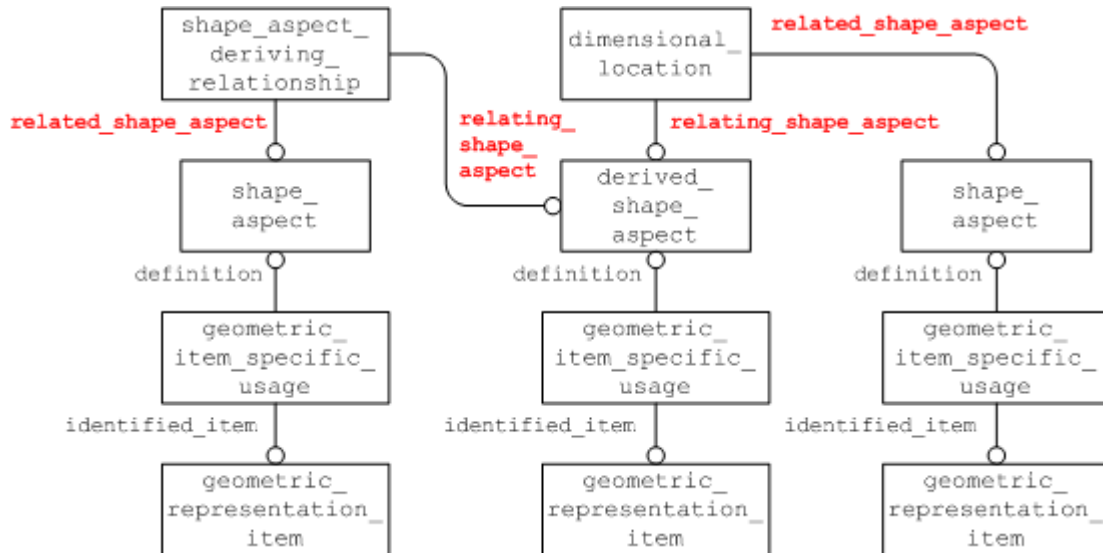 shape_aspect_
deriving_
relationship
dimensional_
location
related_shape_aspect
related_shape_aspect
relating_
shape_
aspect
relating_shape_aspect
shape_
aspect
derived_
shape_
aspect
shape_
aspect
definition
definition
definition
geometric_
item_specific_
usage
geometric_
item_specific_
usage
geometric_
item_specific_
usage
identified_item
identified_item
identified_item
geometric_
representation_
item
geometric_
representation_
item
geometric_
representation_
item